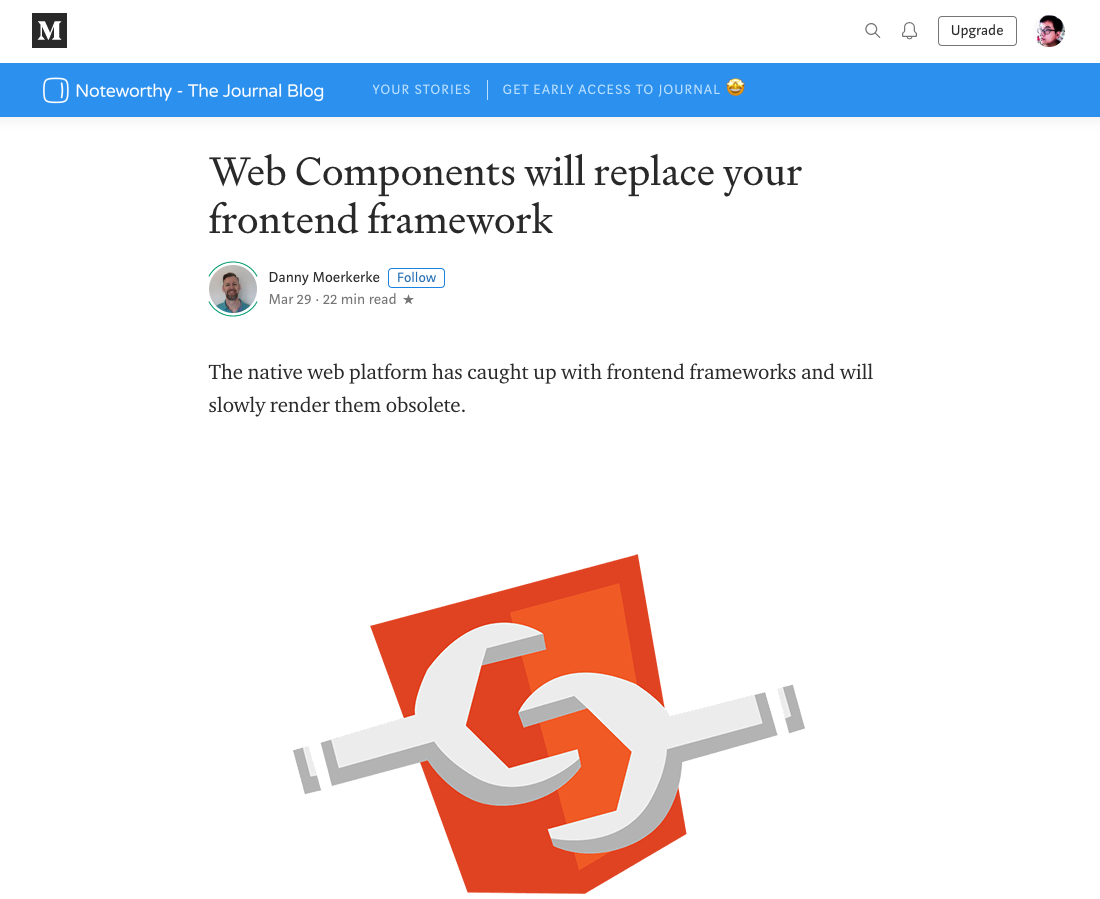 M
Upgrade
Noteworthy - The Journal Blog
YOUR STORIES
GET EARLY ACCESS TO JOURNAL 🤩
Web Components will replace your
frontend framework
Danny Moerkerke
Follow
Mar 29 · 22 min read ★
The native web platform has caught up with frontend frameworks and will
slowly render them obsolete.